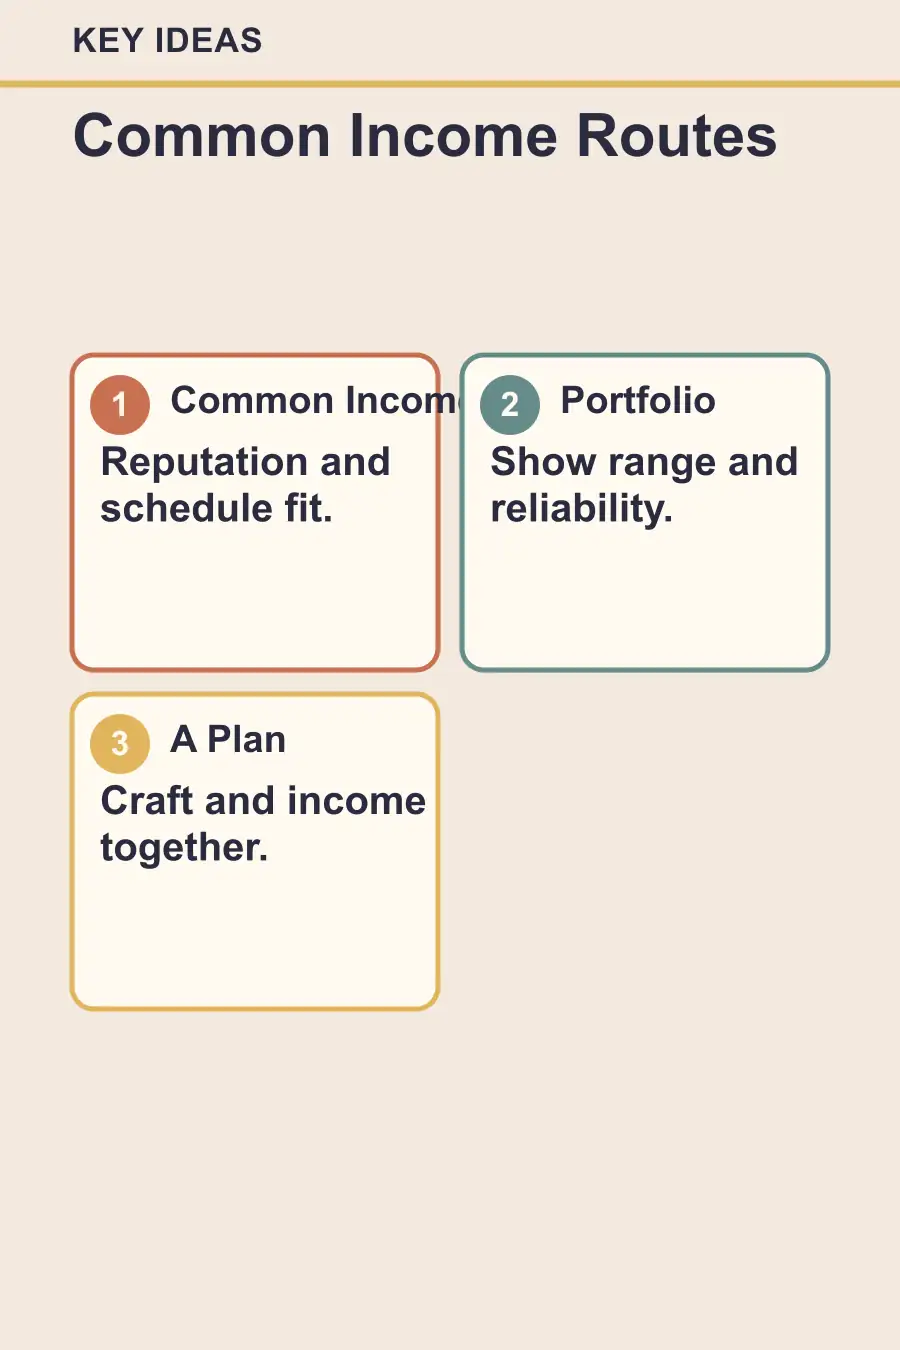 KEY IDEAS
Common Income Routes
1 Common Incom
Reputation and
schedule fit.
2 Portfolio
Show range and
reliability.
3 A Plan
Craft and income
together.